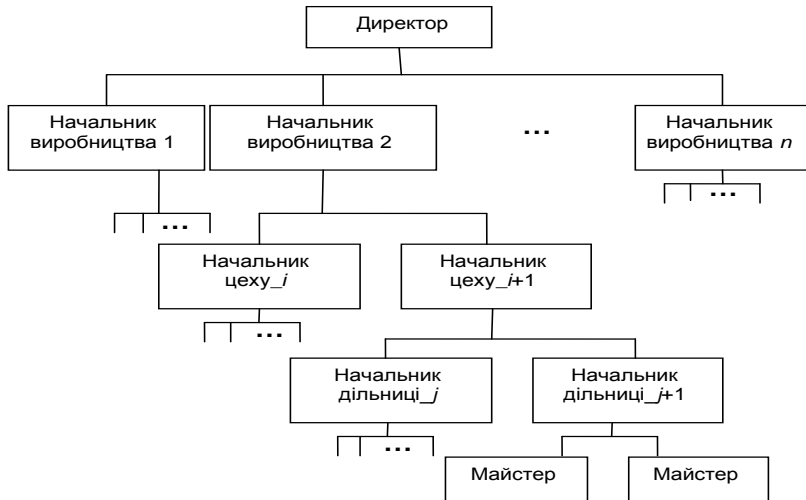 Директор
Начальник
виробництва 1
Начальник
виробництва 2
...
Начальник
виробництва n
...
...
Начальник
цеху_i
Начальник
цеху_i+1
...
Начальник
дільниці_j
Начальник
дільниці_j+1
...
Майстер
Майстер